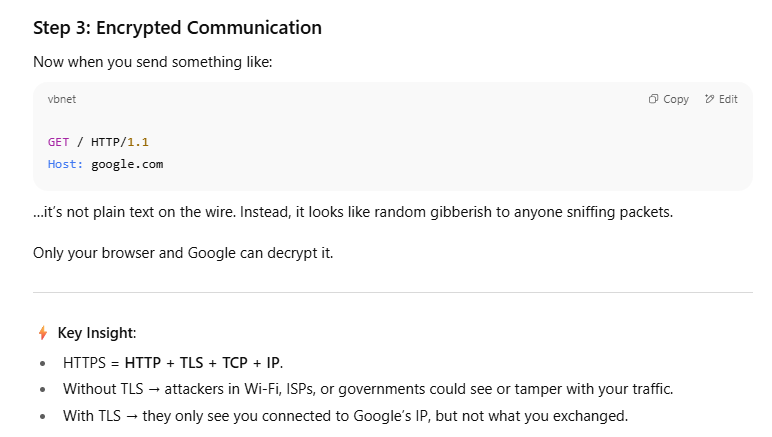 Step 3: Encrypted Communication
Now when you send something like:
vbnet
Copy
Edit
GET / HTTP/1.1
Host: google.com
…it’s not plain text on the wire. Instead, it looks like random gibberish to anyone sniffing packets.
Only your browser and Google can decrypt it.
⚡ Key Insight:
• HTTPS = HTTP + TLS + TCP + IP.
• Without TLS → attackers in Wi-Fi, ISPs, or governments could see or tamper with your traffic.
• With TLS → they only see you connected to Google’s IP, but not what you exchanged.